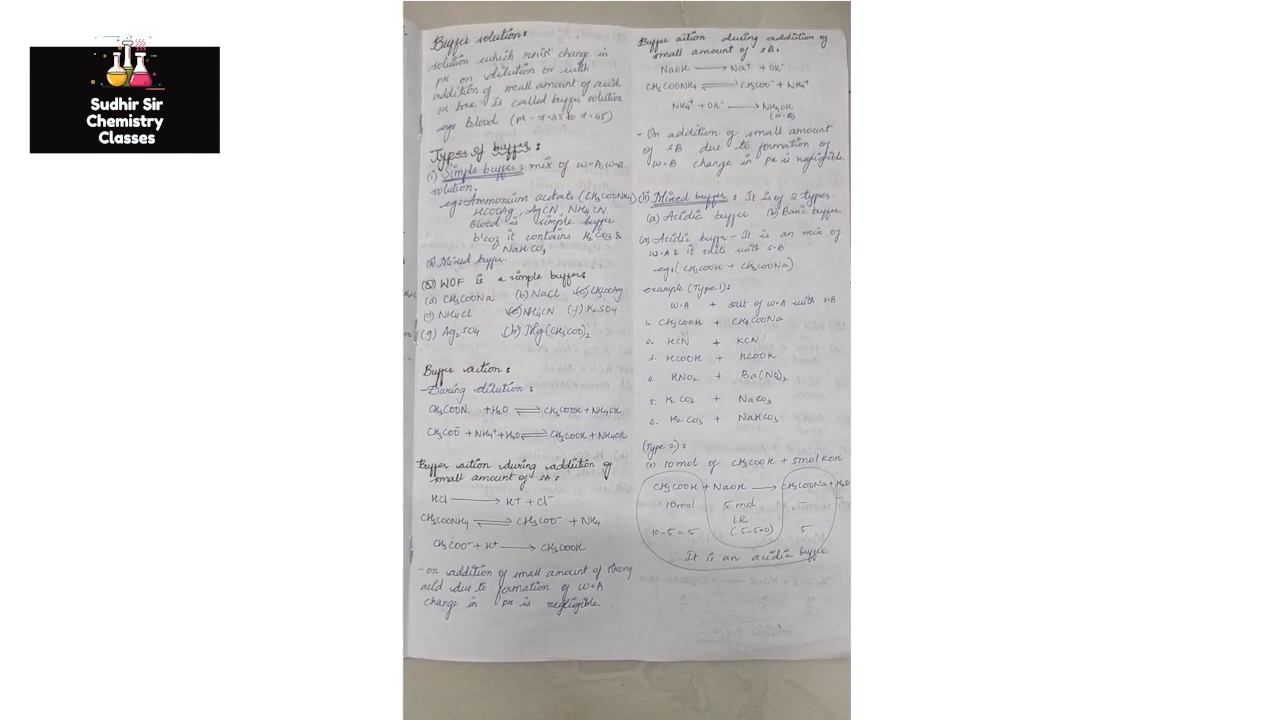 Sudhir Sir
Chemistry
Classes
Buffer solution:
solution which resist change in
pH on dilution or with
addition of small amount of acid
or base is called buffer solution
eg: Blood (pH - 7.35 to 7.45)
Types of buffer:
(i) Simple buffer: mix of W.A, W.B
solution.
eg: Ammonium acetate (CH3COONH4)
HCOOAg, AgCN, NH4CN
Blood is simple buffer
b'coz it contains H2CO3 &
NaHCO3
(ii) Mixed buffer.
(Q) WOF is a simple buffer:
(a) CH3COONa (b) NaCl (c) CH3COOAg
(d) NH4Cl (e) NH4CN (f) K2SO4
(g) Ag2SO4 (h) Mg(CH3COO)2
Buffer action:
- During dilution:
CH3COON. + H2O ⇌ CH3COOH + NH4OH
CH3COO⁻ + NH4⁺ + H2O ⇌ CH3COOH + NH4OH
Buffer action during addition of
small amount of SA:
HCl ⟶ H⁺ + Cl⁻
CH3COONH4 ⇌ CH3COO⁻ + NH4
CH3COO⁻ + H⁺ ⟶ CH3COOH
- on addition of small amount of strong
acid due to formation of W.A
change in pH is negligible.
Buffer action during addition of
small amount of SB.
NaOH ⟶ Na⁺ + OH⁻
CH3COONH4 ⇌ CH3COO⁻ + NH4⁺
NH4⁺ + OH⁻ ⟶ NH4OH
(W.B)
- On addition of small amount
of SB due to formation of
W.B change in pH is negligible.
(ii) Mixed buffer: It is of 2 types
(a) Acidic buffer (b) Basic buffer.
(a) Acidic buffer - It is an mix of
W.A & it salts with S.B
eg: (CH3COOH + CH3COONa)
example (Type 1):
W.A + salt of W.A with S.B
1. CH3COOH + CH3COONa
2. HCN + KCN
3. HCOOH + HCOOK
4. HNO2 + Ba(NO2)2
5. H2CO3 + Na2CO3
6. H2CO3 + NaHCO3
(Type 2):
(i) 10mol of CH3COOH + 5mol KOH
CH3COOH + NaOH ⟶ CH3COONa + H2O
10mol 5 mol - -
LR
10-5=5 (5-5=0) 5
It is an acidic buffer.